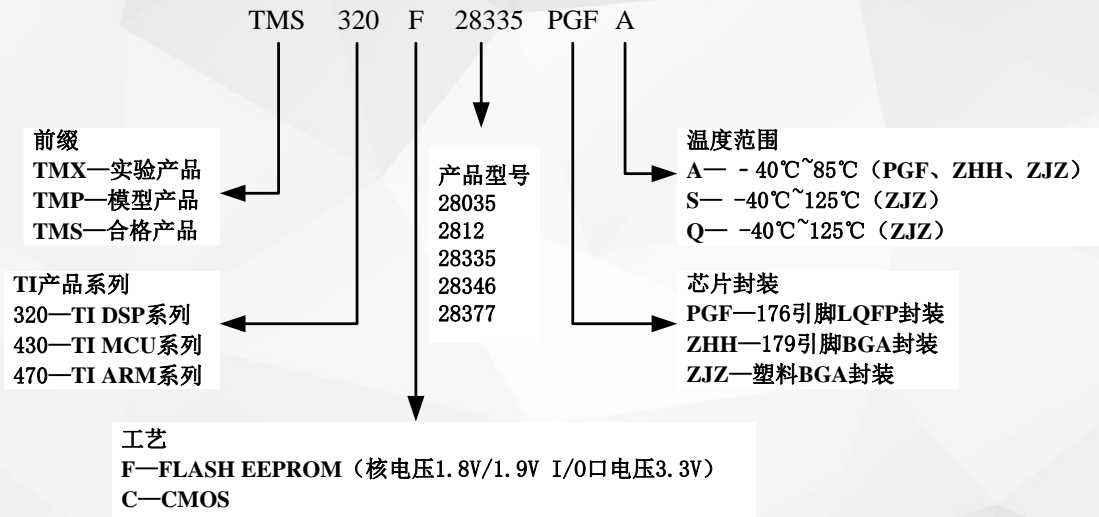 TMS 320 F 28335 PGF A
前缀
TMX—实验产品
TMP—模型产品
TMS—合格产品
TI产品系列
320—TI DSP系列
430—TI MCU系列
470—TI ARM系列
产品型号
28035
2812
28335
28346
28377
温度范围
A— －40℃~85℃（PGF、ZHH、ZJZ）
S— -40℃~125℃（ZJZ）
Q— -40℃~125℃（ZJZ）
芯片封装
PGF—176引脚LQFP封装
ZHH—179引脚BGA封装
ZJZ—塑料BGA封装
工艺
F—FLASH EEPROM（核电压1.8V/1.9V I/O口电压3.3V）
C—CMOS